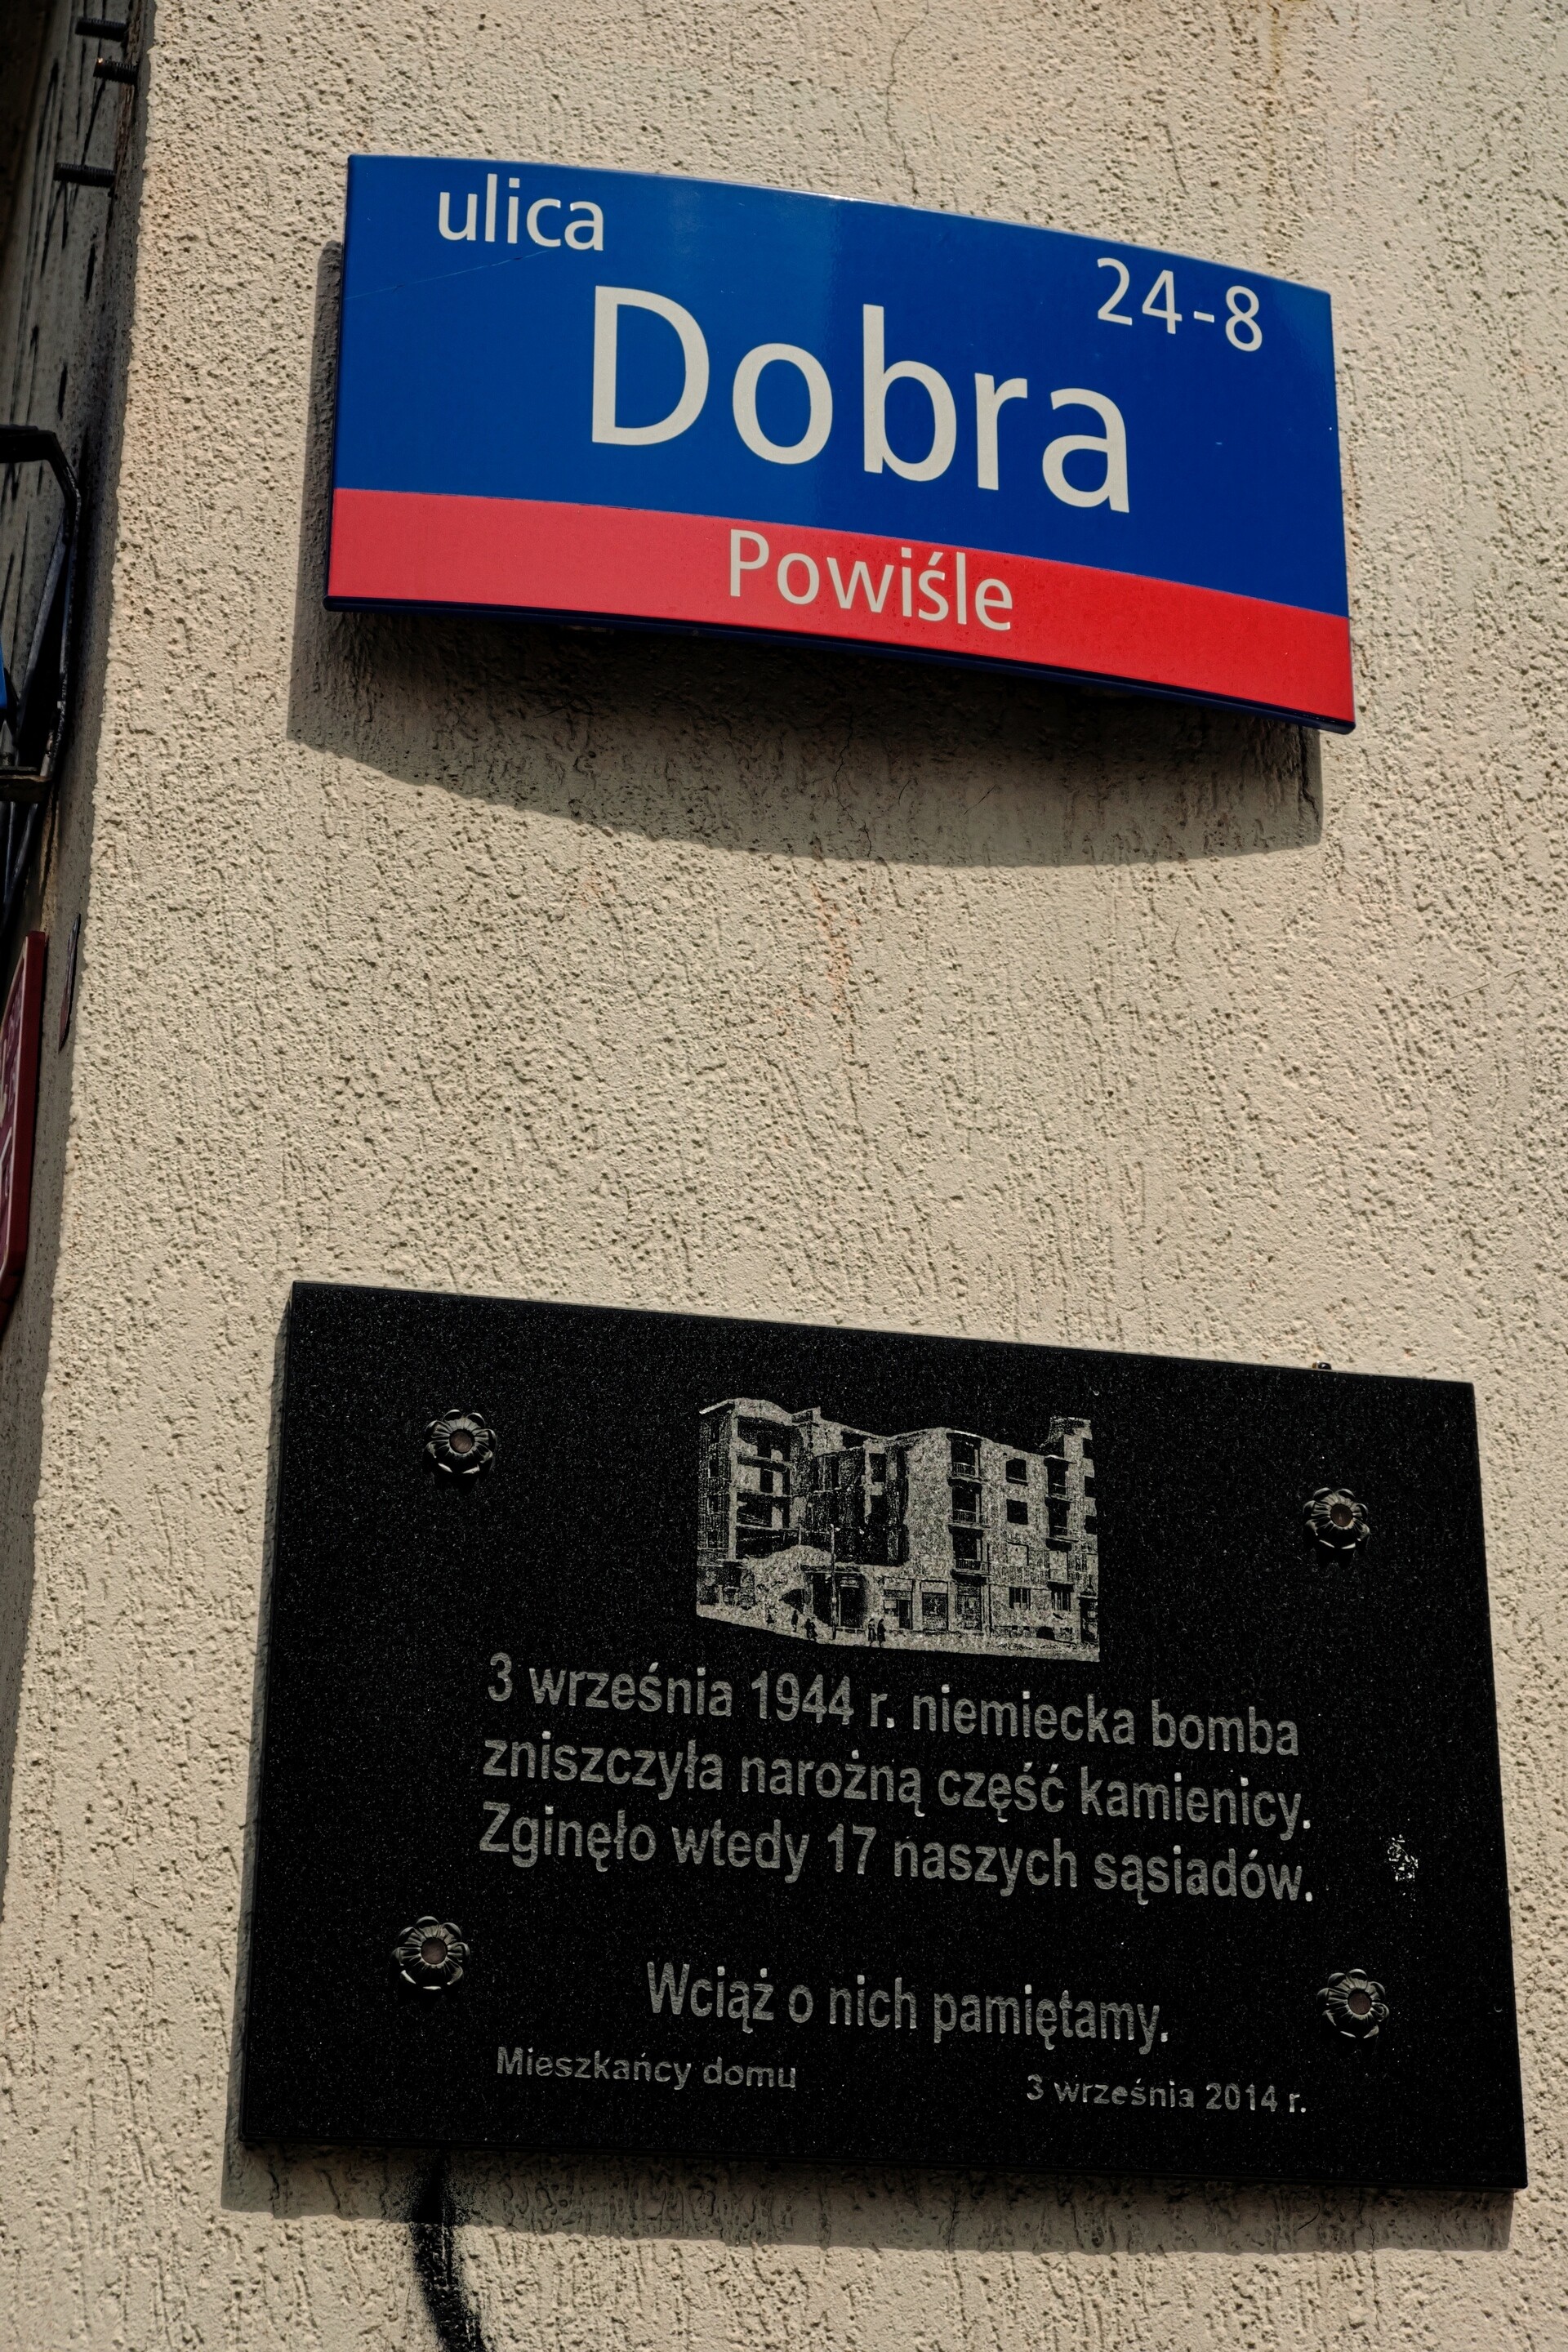 ulica
24-8
Dobra
Powiśle
3 września 1944 r. niemiecka bomba
zniszczyła narożną część kamienicy.
Zginęło wtedy 17 naszych sąsiadów.
Wciąż o nich pamiętamy.
Mieszkańcy domu
3 września 2014 r.